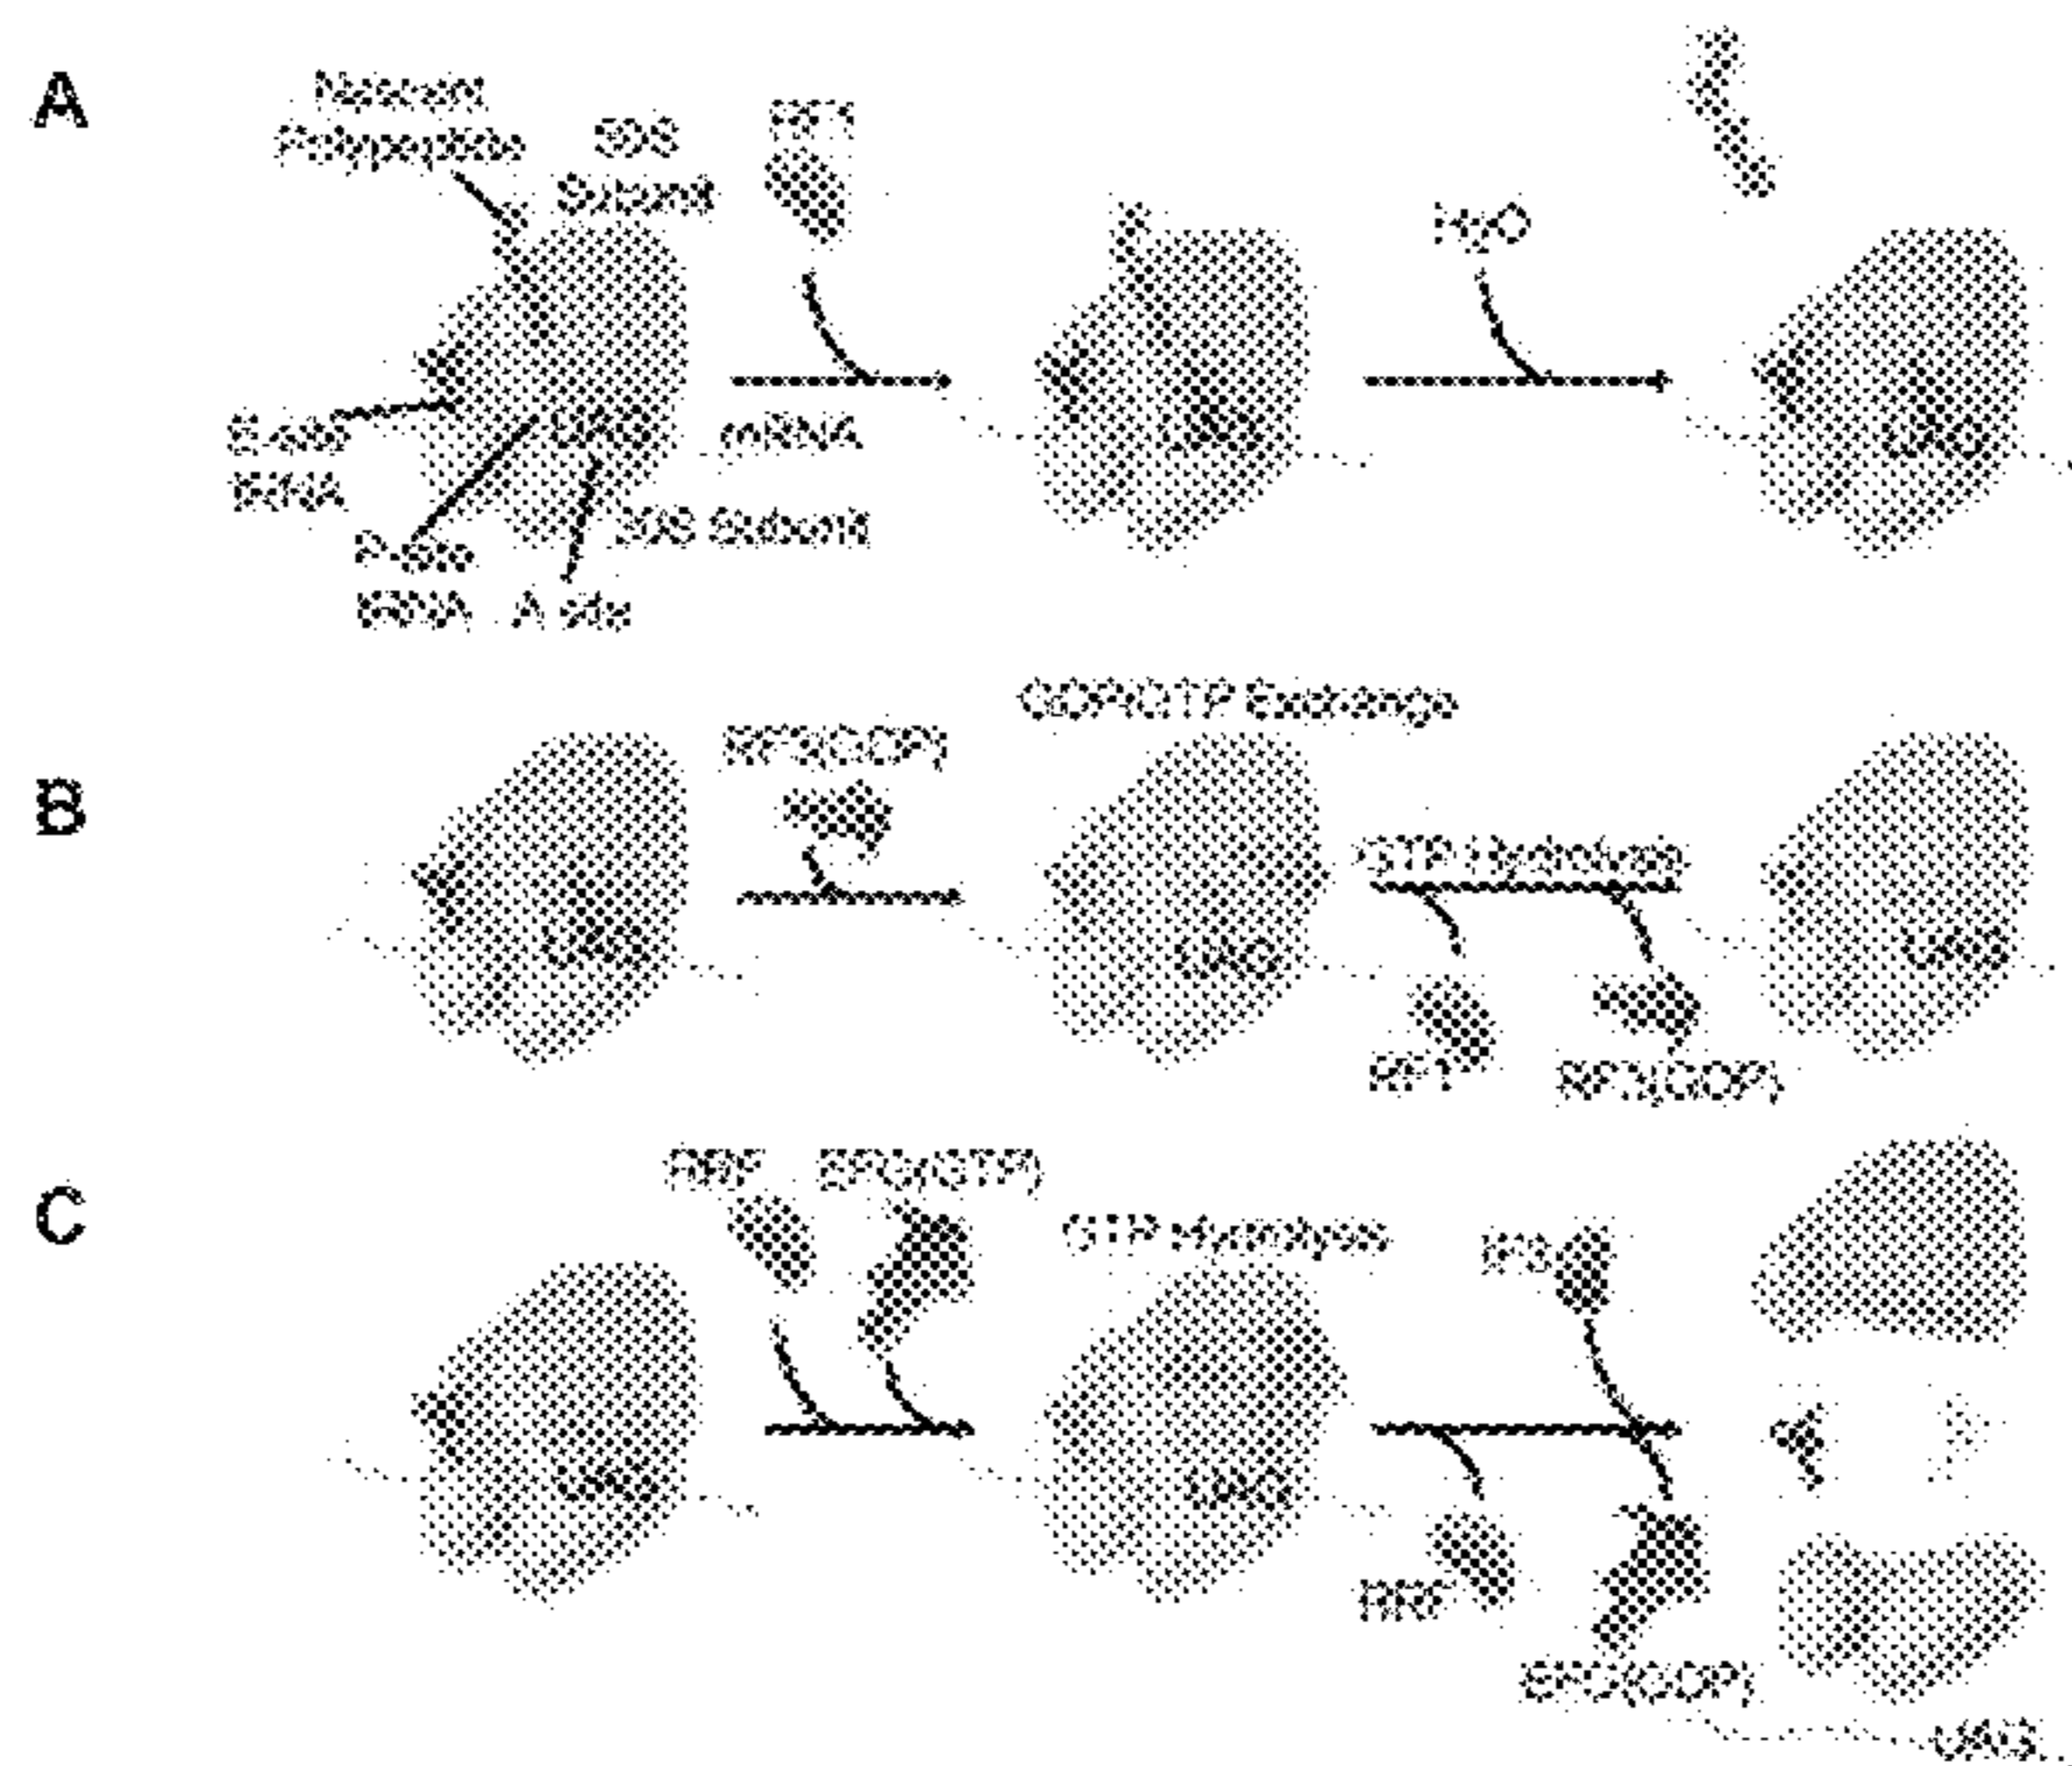 A
Nascent
Polypeptide
50S
Subunit
RF1
H2O
E-site
tRNA
UAG
mRNA
UAG
UAG
P-site
tRNA
30S Subunit
A site
B
RF3(GDP)
GDP/GTP Exchange
GTP Hydrolysis
UAG
UAG
UAG
RF1
RF3(GDP)
C
RRF
EFG(GTP)
GTP Hydrolysis
IF3
UAG
UAG
RRF
EFG(GDP)
UAG